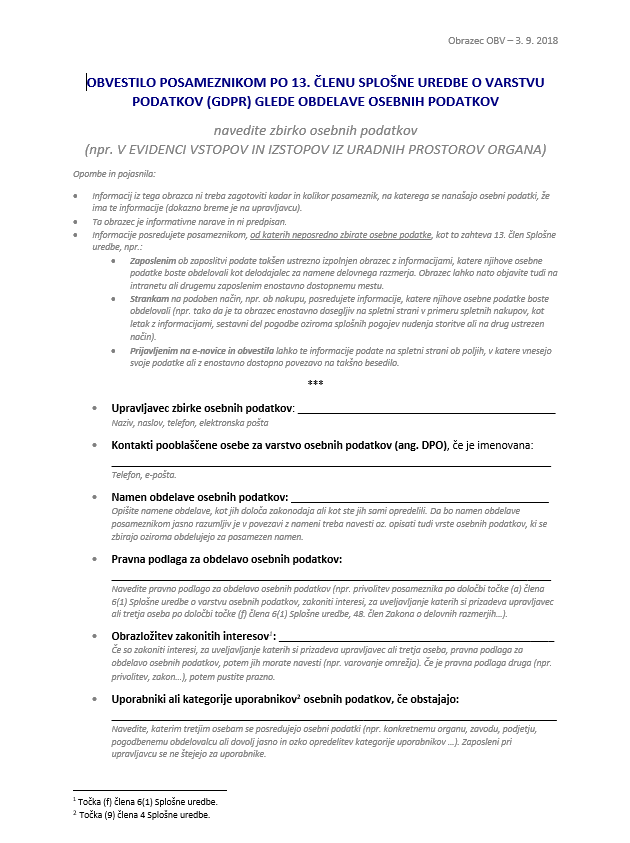 Obrazec OBV – 3. 9. 2018
OBVESTILO POSAMEZNIKOM PO 13. ČLENU SPLOŠNE UREDBE O VARSTVU
PODATKOV (GDPR) GLEDE OBDELAVE OSEBNIH PODATKOV
navedite zbirko osebnih podatkov
(npr. V EVIDENCI VSTOPOV IN IZSTOPOV IZ URADNIH PROSTOROV ORGANA)
Opombe in pojasnila:
• Informacij iz tega obrazca ni treba zagotoviti kadar in kolikor posameznik, na katerega se nanašajo osebni podatki, že
ima te informacije (dokazno breme je na upravljavcu).
• Ta obrazec je informativne narave in ni predpisan.
• Informacije posredujete posameznikom, od katerih neposredno zbirate osebne podatke, kot to zahteva 13. člen Splošne
uredbe, npr.:
• Zaposlenim ob zaposlitvi podate takšen ustrezno izpolnjen obrazec z informacijami, katere njihove osebne
podatke boste obdelovali kot delodajalec za namene delovnega razmerja. Obrazec lahko nato objavite tudi na
intranetu ali drugemu zaposlenim enostavno dostopnemu mestu.
• Strankam na podoben način, npr. ob nakupu, posredujete informacije, katere njihove osebne podatke boste
obdelovali (npr. tako da je ta obrazec enostavno dosegljiv na spletni strani v primeru spletnih nakupov, kot
letak z informacijami, sestavni del pogodbe oziroma splošnih pogojev nudenja storitve ali na drug ustrezen
način).
• Prijavljenim na e-novice in obvestila lahko te informacije podate na spletni strani ob poljih, v katere vnesejo
svoje podatke ali z enostavno dostopno povezavo na takšno besedilo.
***
• Upravljavec zbirke osebnih podatkov: ____________________
Naziv, naslov, telefon, elektronska pošta
• Kontakti pooblaščene osebe za varstvo osebnih podatkov (ang. DPO), če je imenovana:
____________________
Telefon, e-pošta.
• Namen obdelave osebnih podatkov: ____________________
Opišite namene obdelave, kot jih določa zakonodaja ali kot ste jih sami opredelili. Da bo namen obdelave
posameznikom jasno razumljiv je v povezavi z nameni treba navesti oz. opisati tudi vrste osebnih podatkov, ki se
zbirajo oziroma obdelujejo za posamezen namen.
• Pravna podlaga za obdelavo osebnih podatkov:
____________________
Navedite pravno podlago za obdelavo osebnih podatkov (npr. privolitev posameznika po določbi točke (a) člena
6(1) Splošne uredbe o varstvu osebnih podatkov, zakoniti interesi, za uveljavljanje katerih si prizadeva upravljavec
ali tretja oseba po določbi točke (f) člena 6(1) Splošne uredbe, 48. člen Zakona o delovnih razmerjih...).
• Obrazložitev zakonitih interesov¹: ____________________
Če so zakoniti interesi, za uveljavljanje katerih si prizadeva upravljavec ali tretja oseba, pravna podlaga za
obdelavo osebnih podatkov, potem jih morate navesti (npr. varovanje omrežja). Če je pravna podlaga druga (npr.
privolitev, zakon...), potem pustite prazno.
• Uporabniki ali kategorije uporabnikov² osebnih podatkov, če obstajajo:
____________________
Navedite, katerim tretjim osebam se posredujejo osebni podatki (npr. konkretnemu organu, zavodu, podjetju,
pogodbenemu obdelovalcu ali dovolj jasno in ozko opredelitev kategorije uporabnikov ...). Zaposleni pri
upravljavcu se ne štejejo za uporabnike.
¹ Točka (f) člena 6(1) Splošne uredbe.
² Točka (9) člena 4 Splošne uredbe.